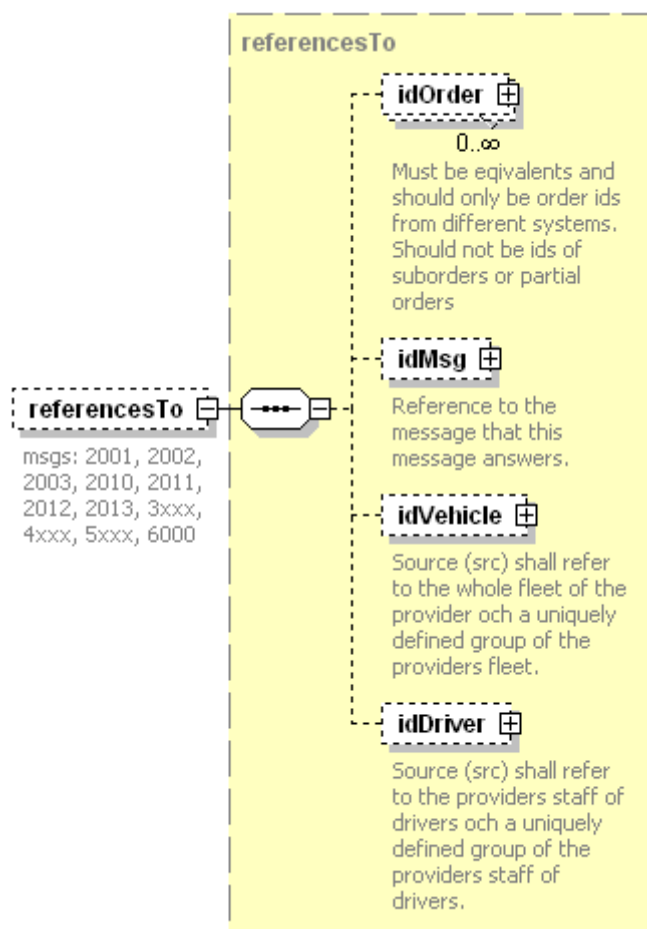 referencesTo
idOrder
0..∞
Must be eqivalents and
should only be order ids
from different systems.
Should not be ids of
suborders or partial
orders
idMsg
Reference to the
message that this
message answers.
referencesTo
msgs: 2001, 2002,
2003, 2010, 2011,
2012, 2013, 3xxx,
4xxx, 5xxx, 6000
idVehicle
Source (src) shall refer
to the whole fleet of the
provider och a uniquely
defined group of the
providers fleet.
idDriver
Source (src) shall refer
to the providers staff of
drivers och a uniquely
defined group of the
providers staff of
drivers.